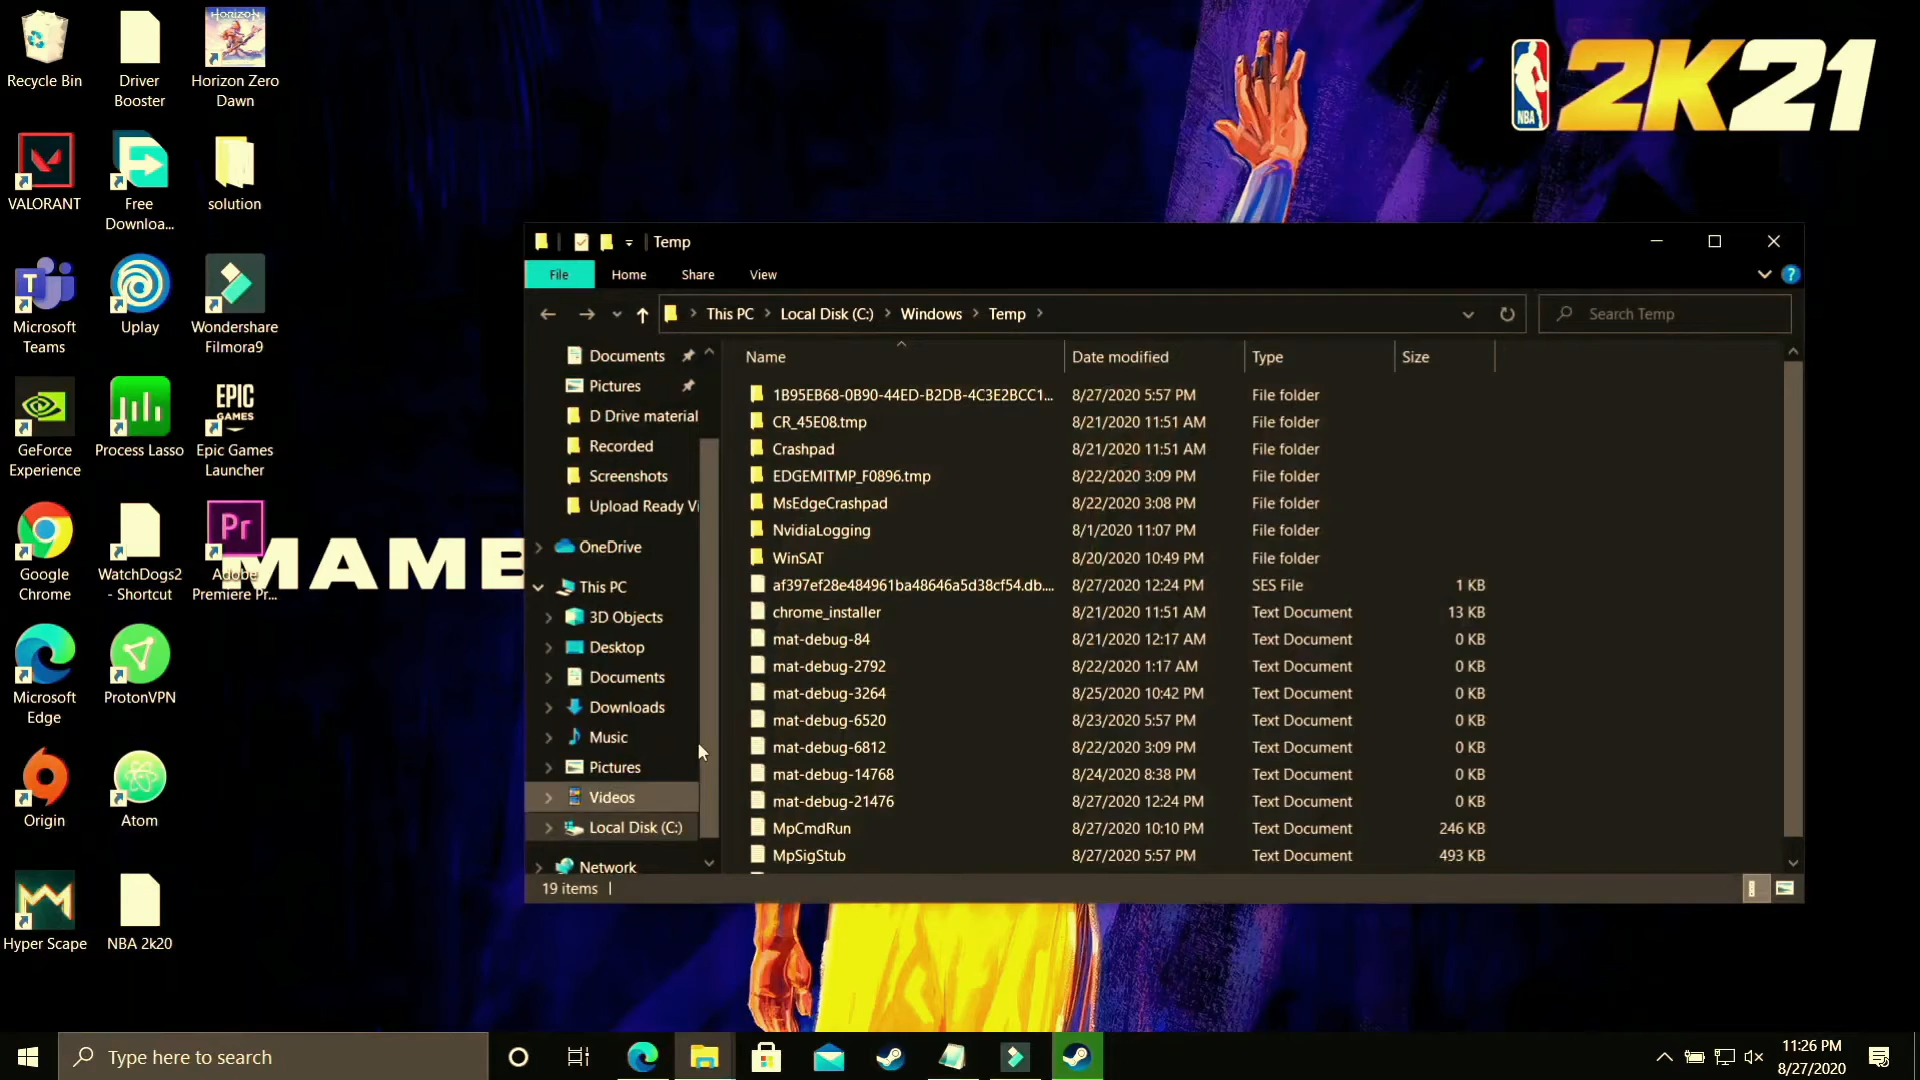 Recycle Bin
Driver
Booster
Horizon Zero
Dawn
HORIZON
VALORANT
Free
Downloa...
solution
Microsoft
Teams
Uplay
Wondershare
Filmora9
GeForce
Experience
Process Lasso
EPIC
GAMES
Epic Games
Launcher
Google
Chrome
WatchDogs2
- Shortcut
Pr
Adobe
Premiere Pr...
Microsoft
Edge
ProtonVPN
Origin
Atom
Hyper Scape
NBA 2k20
MAME
NBA
2K21
Temp
File
Home
Share
View
This PC
Local Disk (C:)
Windows
Temp
Search Temp
Documents
Pictures
D Drive material
Recorded
Screenshots
Upload Ready Vi
OneDrive
This PC
3D Objects
Desktop
Documents
Downloads
Music
Pictures
Videos
Local Disk (C:)
Network
Name Date modified Type Size
1B95EB68-0B90-44ED-B2DB-4C3E2BCC1... 8/27/2020 5:57 PM File folder
CR_45E08.tmp 8/21/2020 11:51 AM File folder
Crashpad 8/21/2020 11:51 AM File folder
EDGEMITMP_F0896.tmp 8/22/2020 3:09 PM File folder
MsEdgeCrashpad 8/22/2020 3:08 PM File folder
NvidiaLogging 8/1/2020 11:07 PM File folder
WinSAT 8/20/2020 10:49 PM File folder
af397ef28e484961ba48646a5d38cf54.db.... 8/27/2020 12:24 PM SES File 1 KB
chrome_installer 8/21/2020 11:51 AM Text Document 13 KB
mat-debug-84 8/21/2020 12:17 AM Text Document 0 KB
mat-debug-2792 8/22/2020 1:17 AM Text Document 0 KB
mat-debug-3264 8/25/2020 10:42 PM Text Document 0 KB
mat-debug-6520 8/23/2020 5:57 PM Text Document 0 KB
mat-debug-6812 8/22/2020 3:09 PM Text Document 0 KB
mat-debug-14768 8/24/2020 8:38 PM Text Document 0 KB
mat-debug-21476 8/27/2020 12:24 PM Text Document 0 KB
MpCmdRun 8/27/2020 10:10 PM Text Document 246 KB
MpSigStub 8/27/2020 5:57 PM Text Document 493 KB
19 items
Type here to search
11:26 PM
8/27/2020